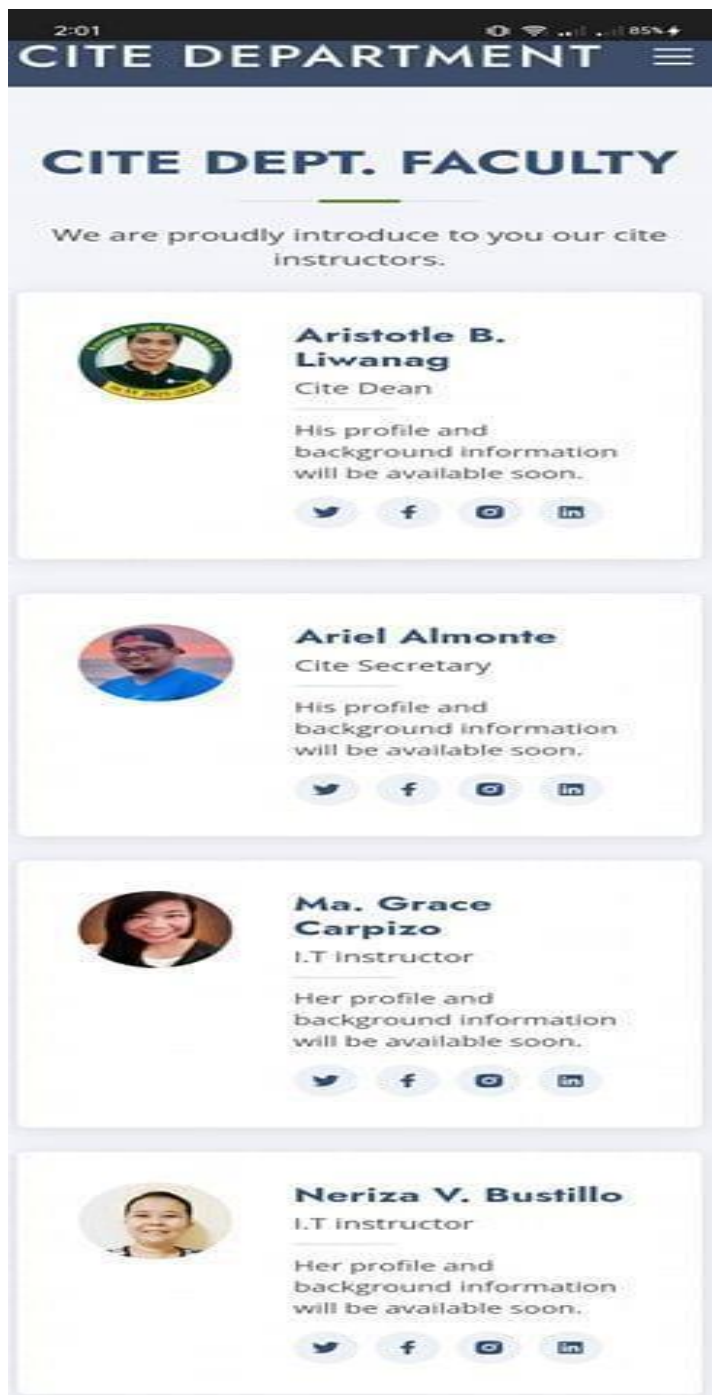 2:01
85%
CITE DEPARTMENT
CITE DEPT. FACULTY
We are proudly introduce to you our cite
instructors.
Aristotle B.
Liwanag
Cite Dean
His profile and
background information
will be available soon.
Ariel Almonte
Cite Secretary
His profile and
background information
will be available soon.
Ma. Grace
Carpizo
I.T instructor
Her profile and
background information
will be available soon.
Neriza V. Bustillo
I.T instructor
Her profile and
background information
will be available soon.